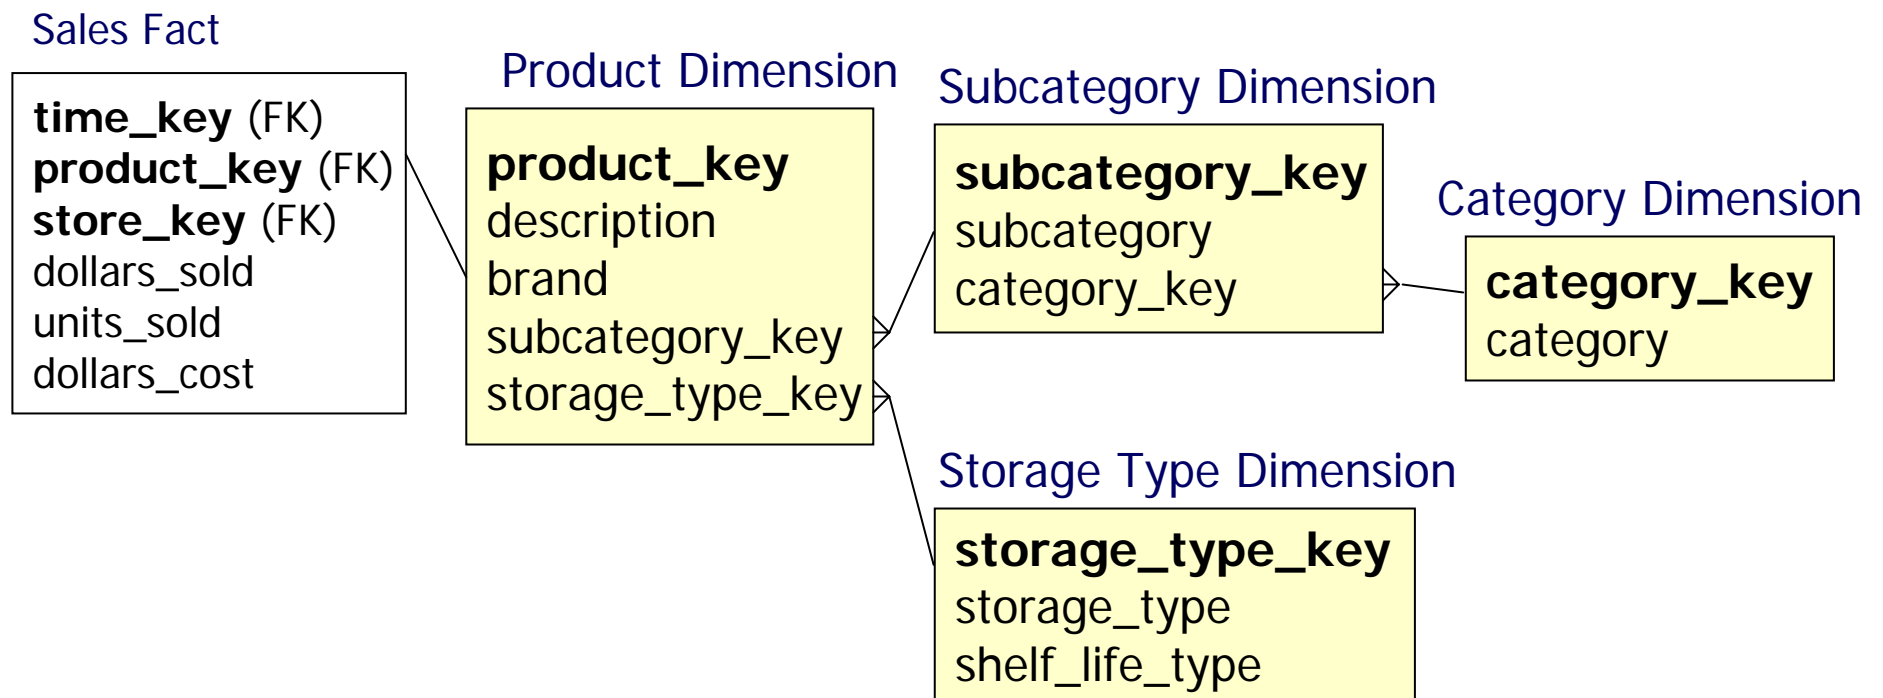 Sales Fact
time_key (FK)
product_key (FK)
store_key (FK)
dollars_sold
units_sold
dollars_cost
Product Dimension
product_key
description
brand
subcategory_key
storage_type_key
Subcategory Dimension
subcategory_key
subcategory
category_key
Category Dimension
category_key
category
Storage Type Dimension
storage_type_key
storage_type
shelf_life_type